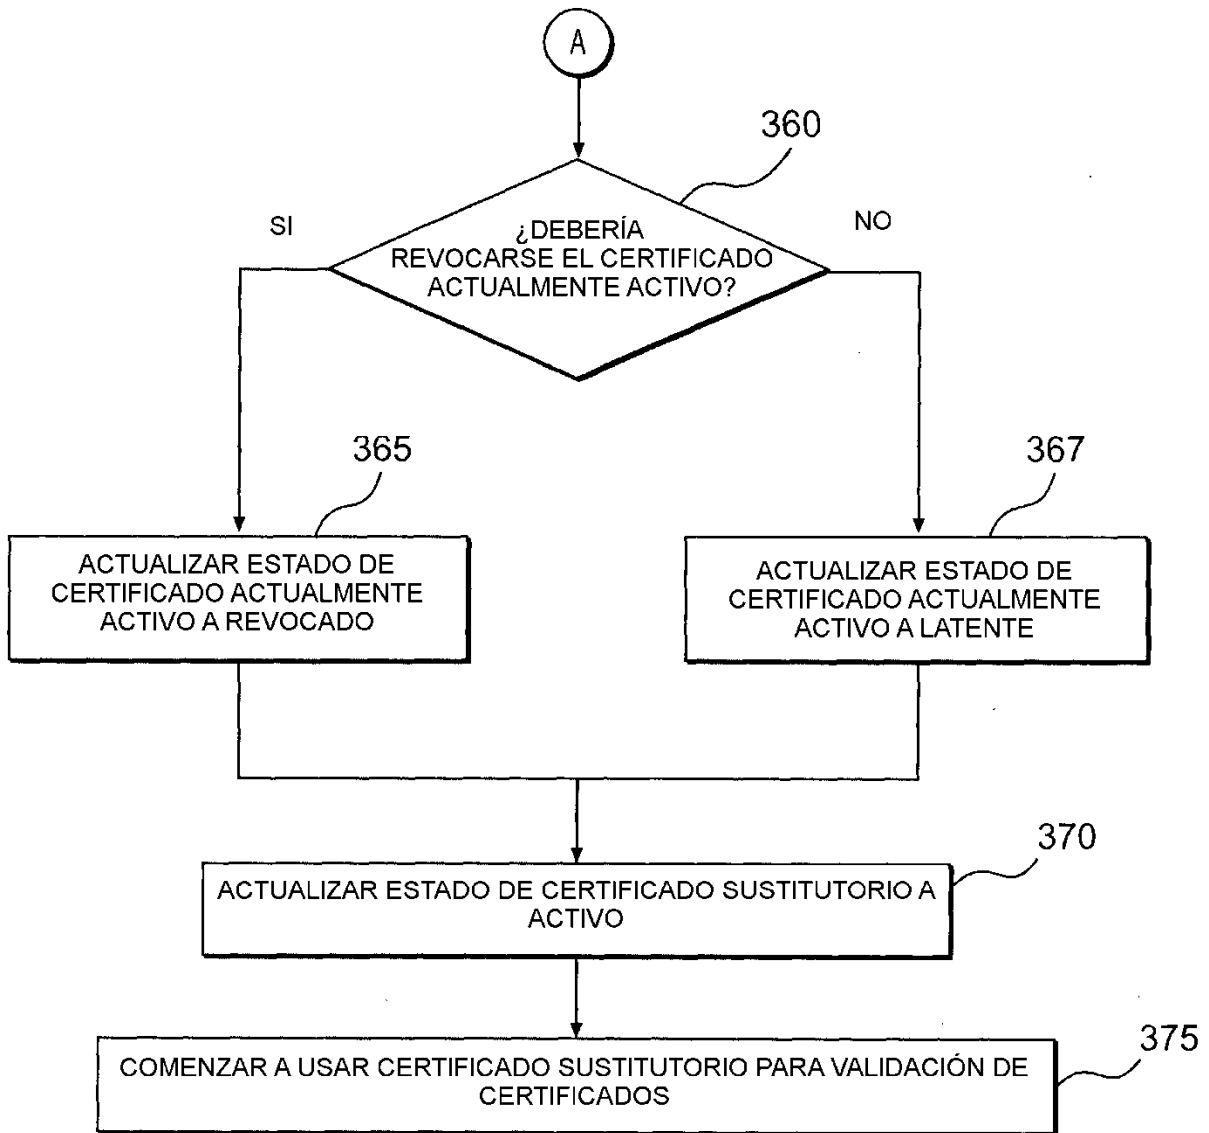 A
360
SI
NO
¿DEBERÍA
REVOCARSE EL CERTIFICADO
ACTUALMENTE ACTIVO?
365
367
ACTUALIZAR ESTADO DE
CERTIFICADO ACTUALMENTE
ACTIVO A REVOCADO
ACTUALIZAR ESTADO DE
CERTIFICADO ACTUALMENTE
ACTIVO A LATENTE
370
ACTUALIZAR ESTADO DE CERTIFICADO SUSTITUTORIO A
ACTIVO
375
COMENZAR A USAR CERTIFICADO SUSTITUTORIO PARA VALIDACIÓN DE
CERTIFICADOS